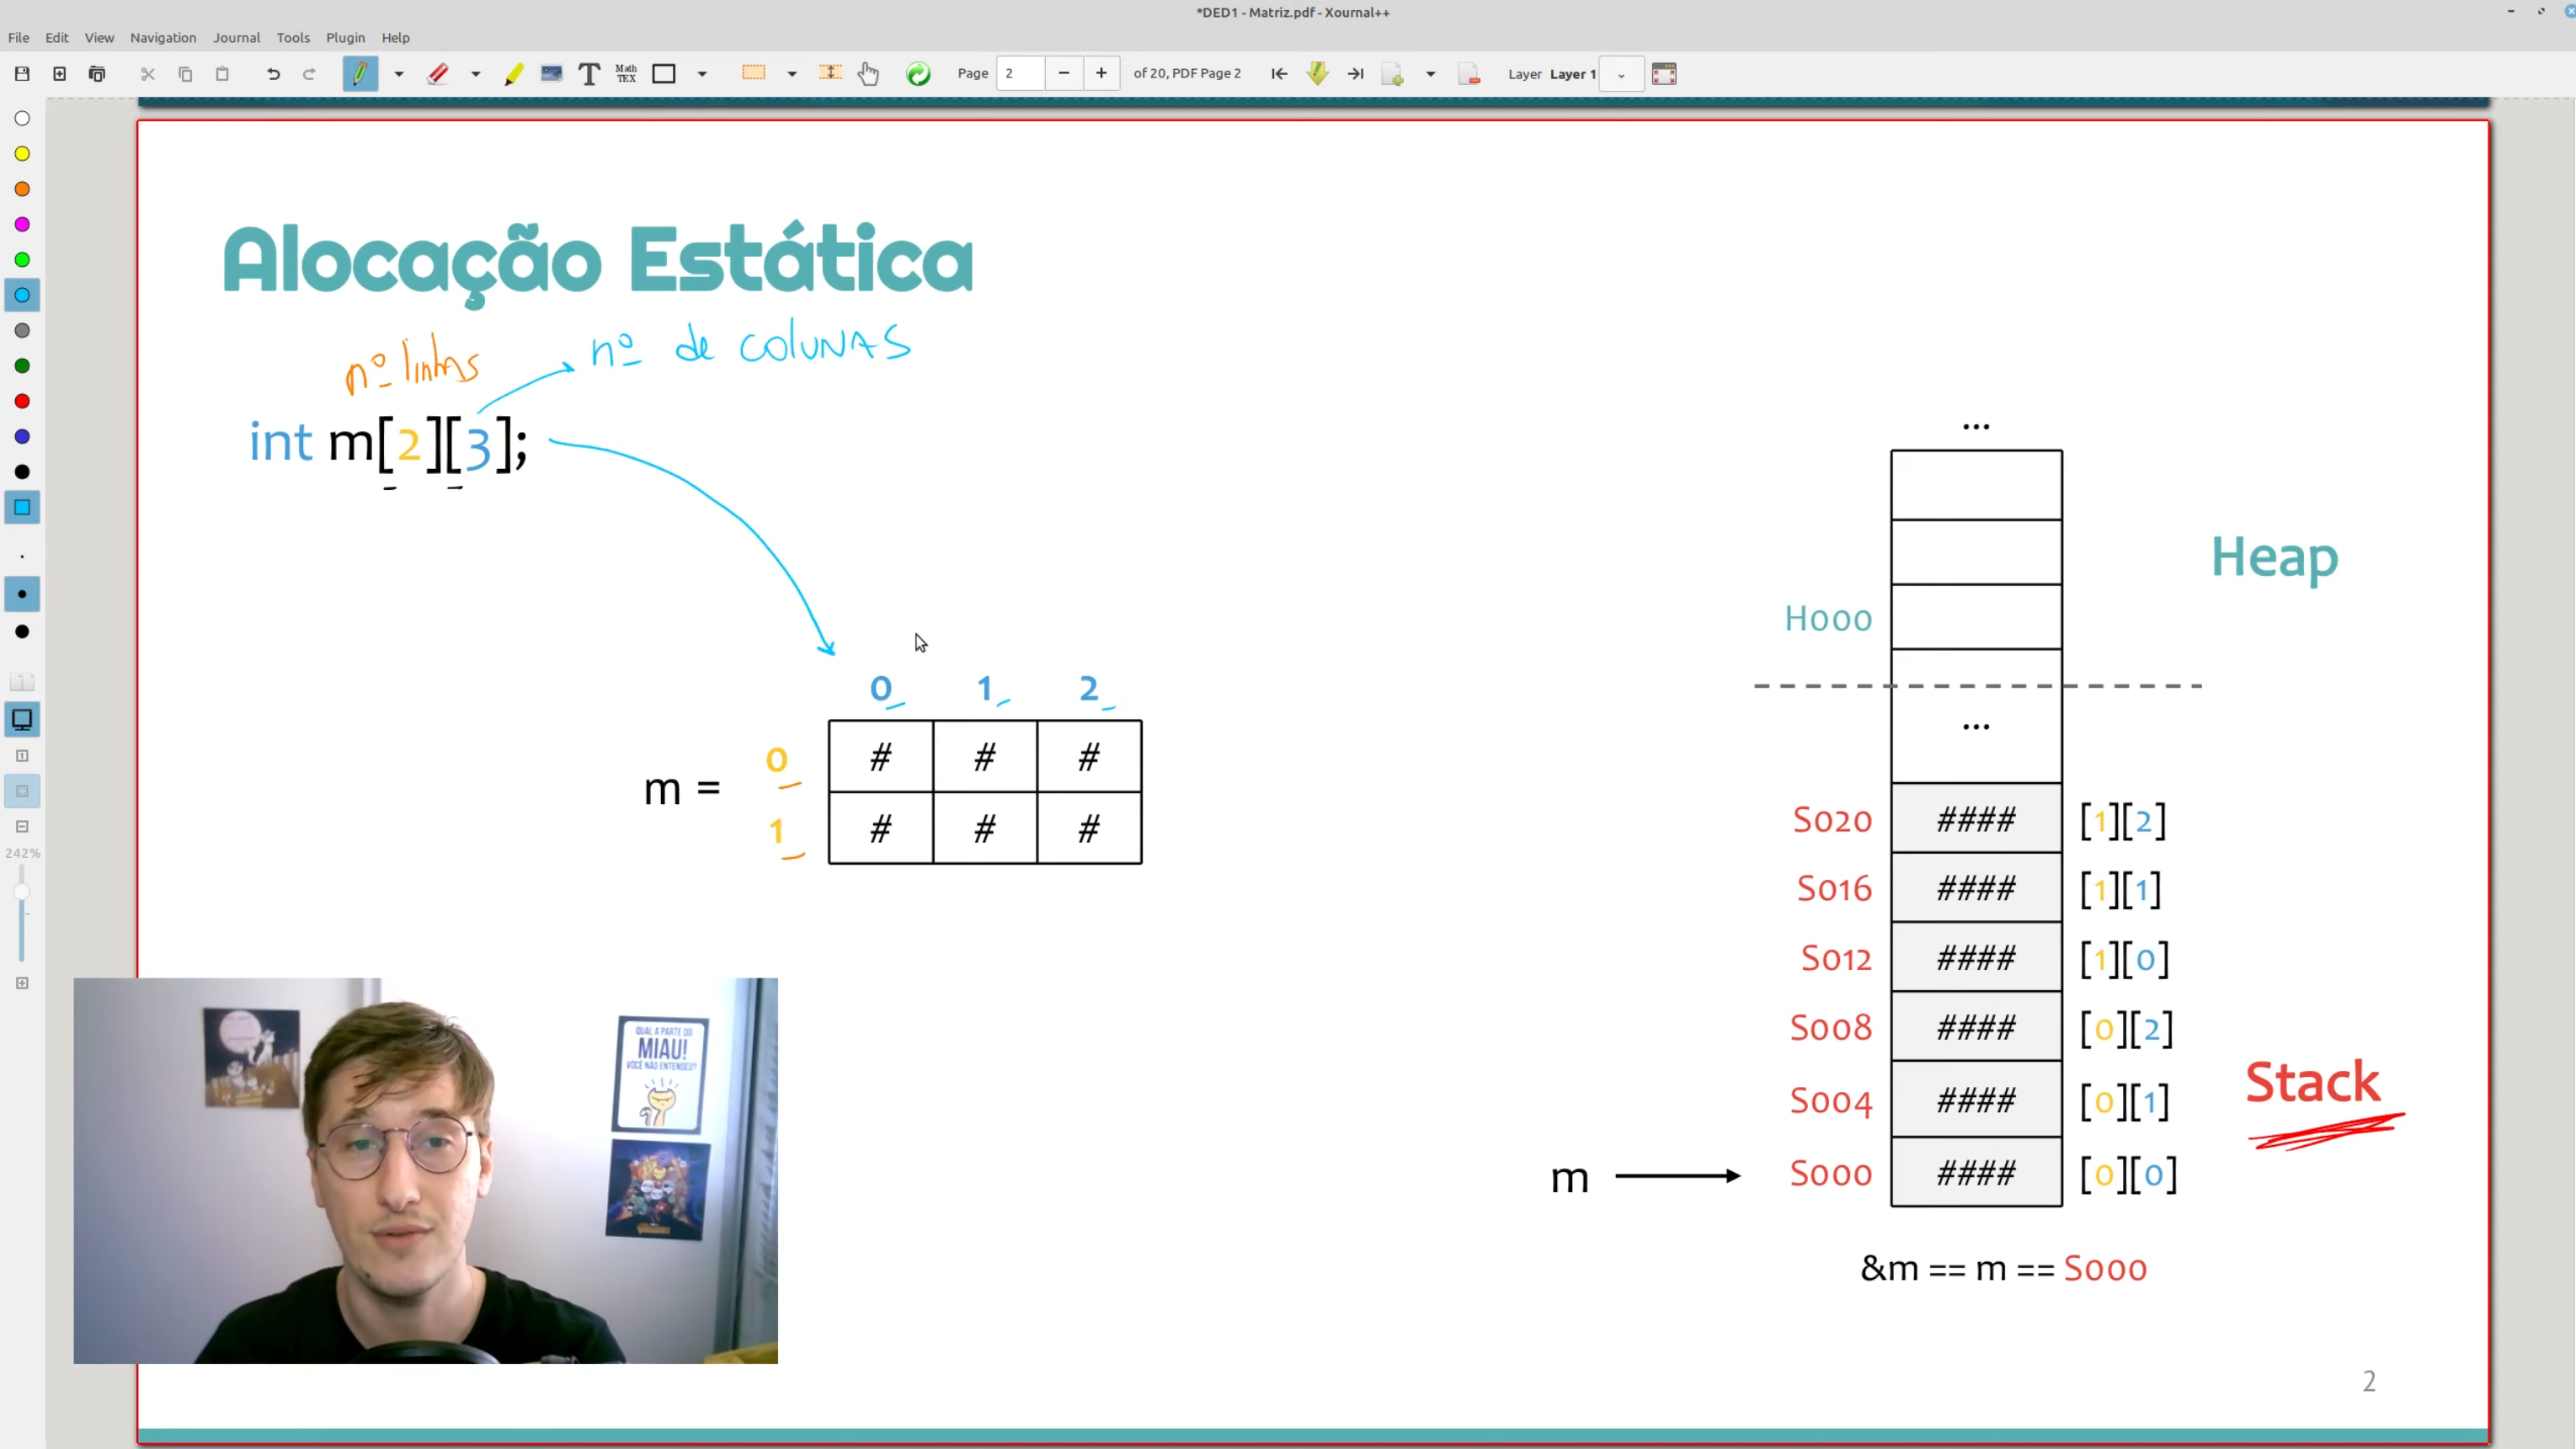 *DED1 - Matriz.pdf - Xournal++
File Edit View Navigation Journal Tools Plugin Help
Math TEX Page 2 of 20, PDF Page 2 Layer Layer 1
242%
Alocação Estática
nº linhas
nº de colunas
int m[2][3];
0 1 2
m =
0 # # #
1 # # #
...
Heap
H000
...
S020 #### [1][2]
S016 #### [1][1]
S012 #### [1][0]
S008 #### [0][2]
S004 #### [0][1]
Stack
m S000 #### [0][0]
&m == m == S000
QUAL A PARTE DO
MIAU!
VOCÊ NÃO ENTENDEU?
2